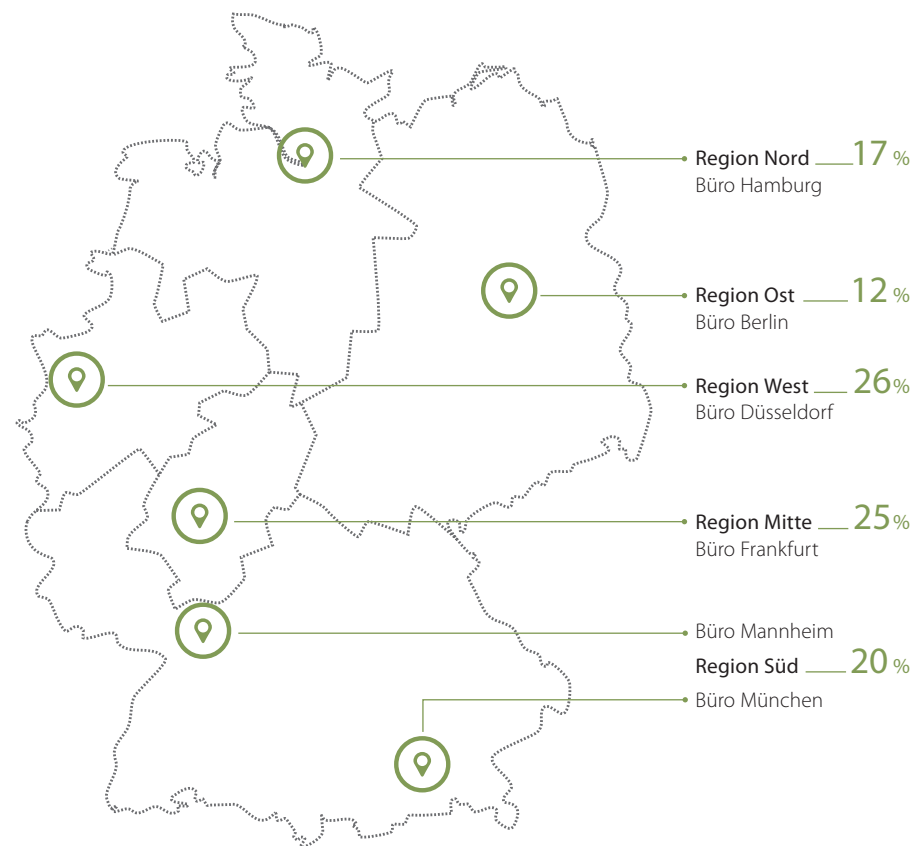 Region Nord 17 %
Büro Hamburg
Region Ost 12 %
Büro Berlin
Region West 26 %
Büro Düsseldorf
Region Mitte 25 %
Büro Frankfurt
Büro Mannheim
Region Süd 20 %
Büro München